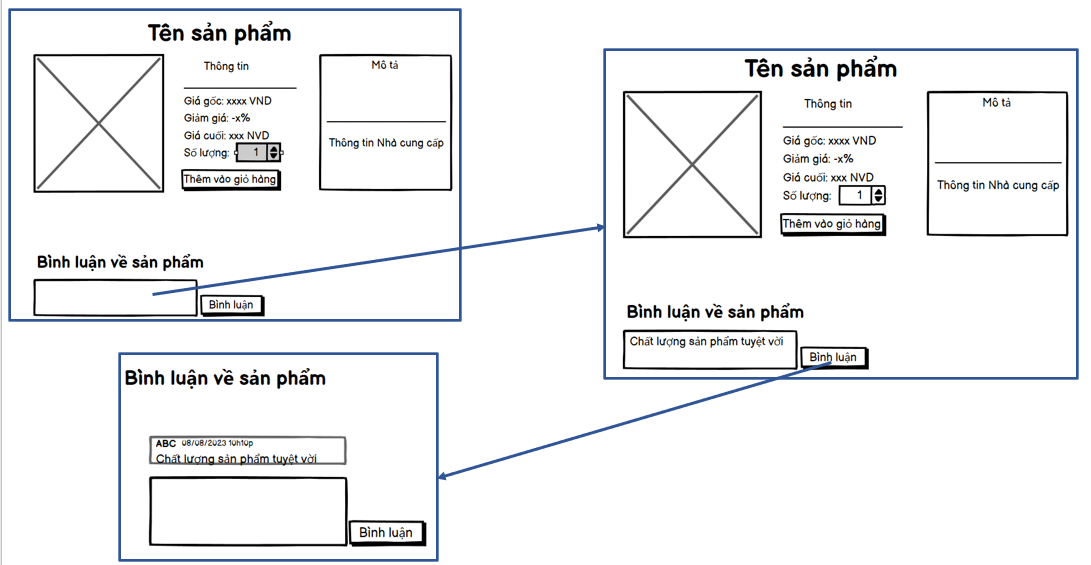 Tên sản phẩm
Thông tin
Giá gốc: xxxx VND
Giảm giá: -x%
Giá cuối: xxx NVD
Số lượng: 1
Thêm vào giỏ hàng
Mô tả
Thông tin Nhà cung cấp
Bình luận về sản phẩm
Bình luận
Tên sản phẩm
Thông tin
Giá gốc: xxxx VND
Giảm giá: -x%
Giá cuối: xxx NVD
Số lượng: 1
Thêm vào giỏ hàng
Mô tả
Thông tin Nhà cung cấp
Bình luận về sản phẩm
Chất lượng sản phẩm tuyệt vời
Bình luận
Bình luận về sản phẩm
ABC 08/08/2023 10h10p
Chất lượng sản phẩm tuyệt vời
Bình luận